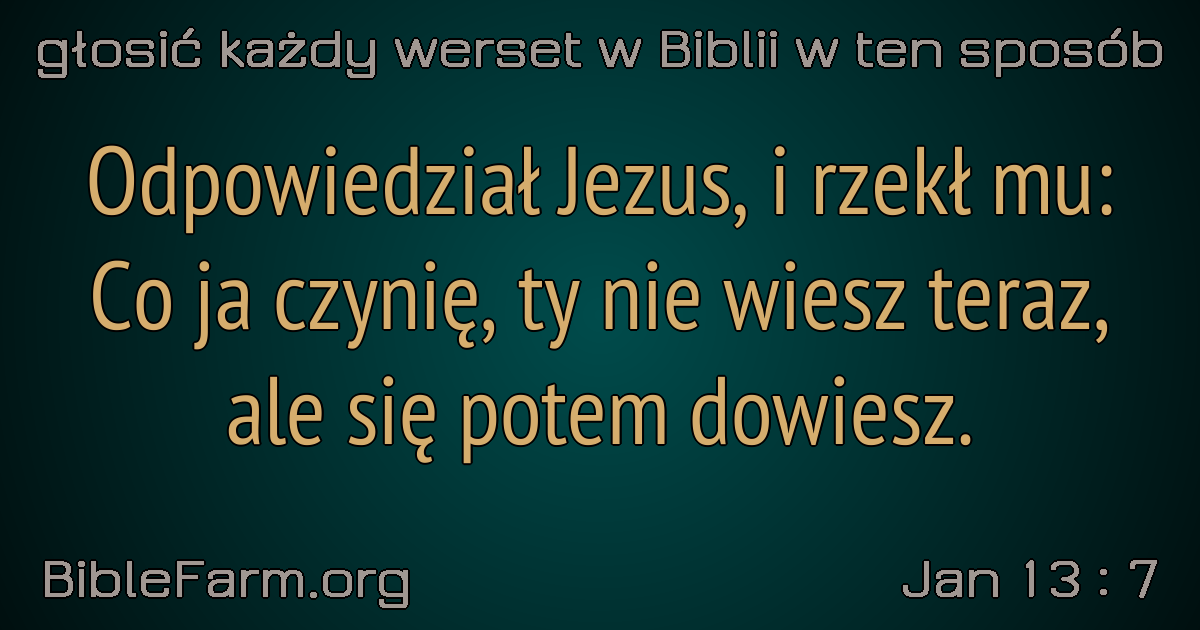 głosić każdy werset w Biblii w ten sposób
Odpowiedział Jezus, i rzekł mu:
Co ja czynię, ty nie wiesz teraz,
ale się potem dowiesz.
BibleFarm.org
Jan 13 : 7